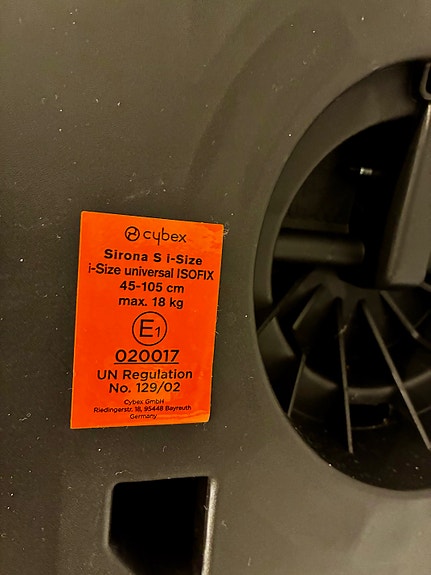 cybex
Sirona S i-Size
i-Size universal ISOFIX
45-105 cm
max. 18 kg
E1
020017
UN Regulation
No. 129/02
Cybex GmbH
Riedingerstr. 18, 95448 Bayreuth
Germany